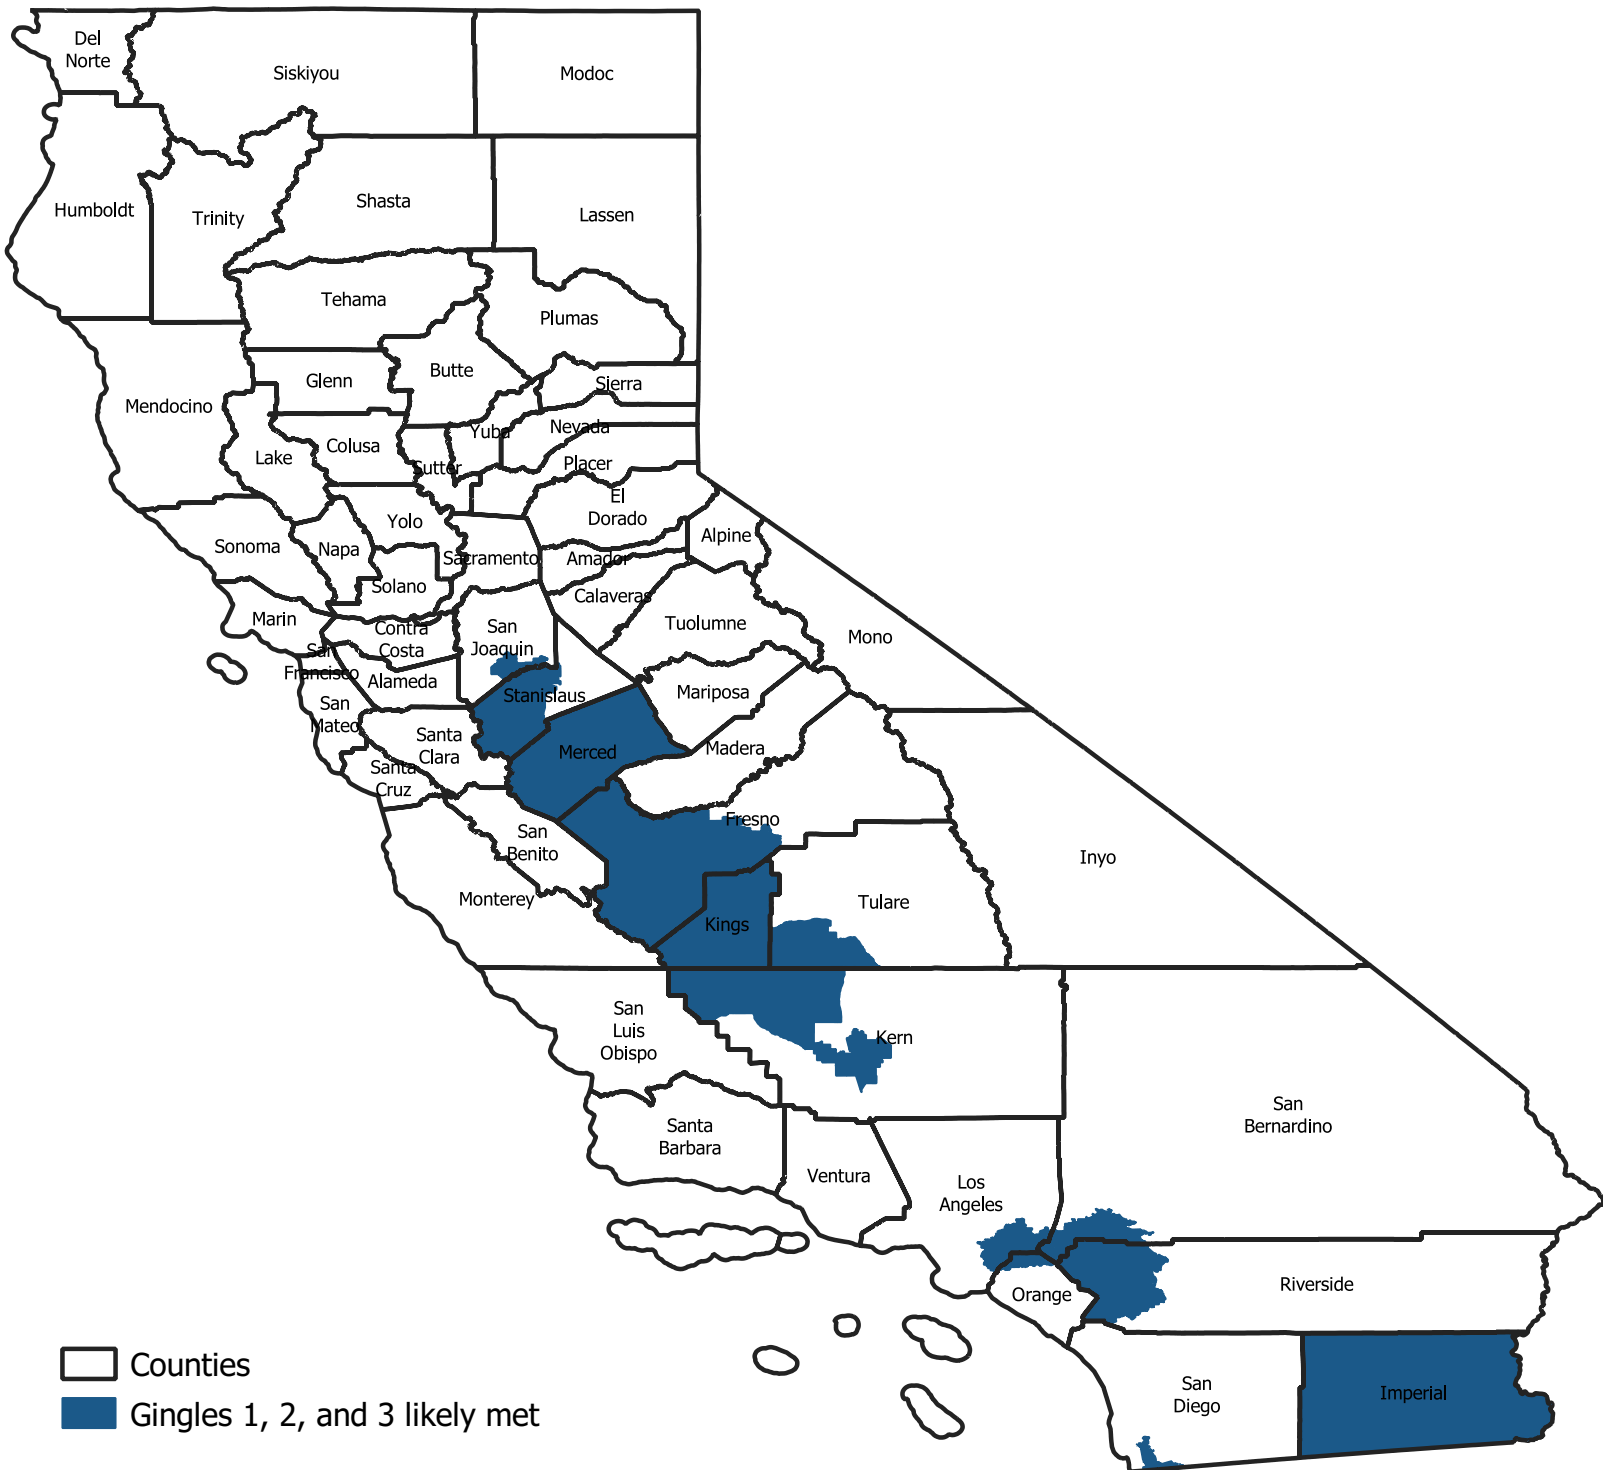 Del
Norte
Siskiyou
Modoc
Humboldt
Trinity
Shasta
Lassen
Tehama
Plumas
Butte
Glenn
Sierra
Mendocino
Yuba
Nevada
Colusa
Lake
Sutter
Placer
El
Dorado
Yolo
Sonoma
Napa
Sacramento
Alpine
Amador
Solano
Calaveras
Marin
Contra
Costa
San
Joaquin
Tuolumne
Mono
San
Francisco
Alameda
Stanislaus
Mariposa
San
Mateo
Santa
Clara
Merced
Madera
Santa
Cruz
Fresno
San
Benito
Inyo
Monterey
Kings
Tulare
San
Luis
Obispo
Kern
Santa
Barbara
San
Bernardino
Ventura
Los
Angeles
Orange
Riverside
San
Diego
Imperial
Counties
Gingles 1, 2, and 3 likely met